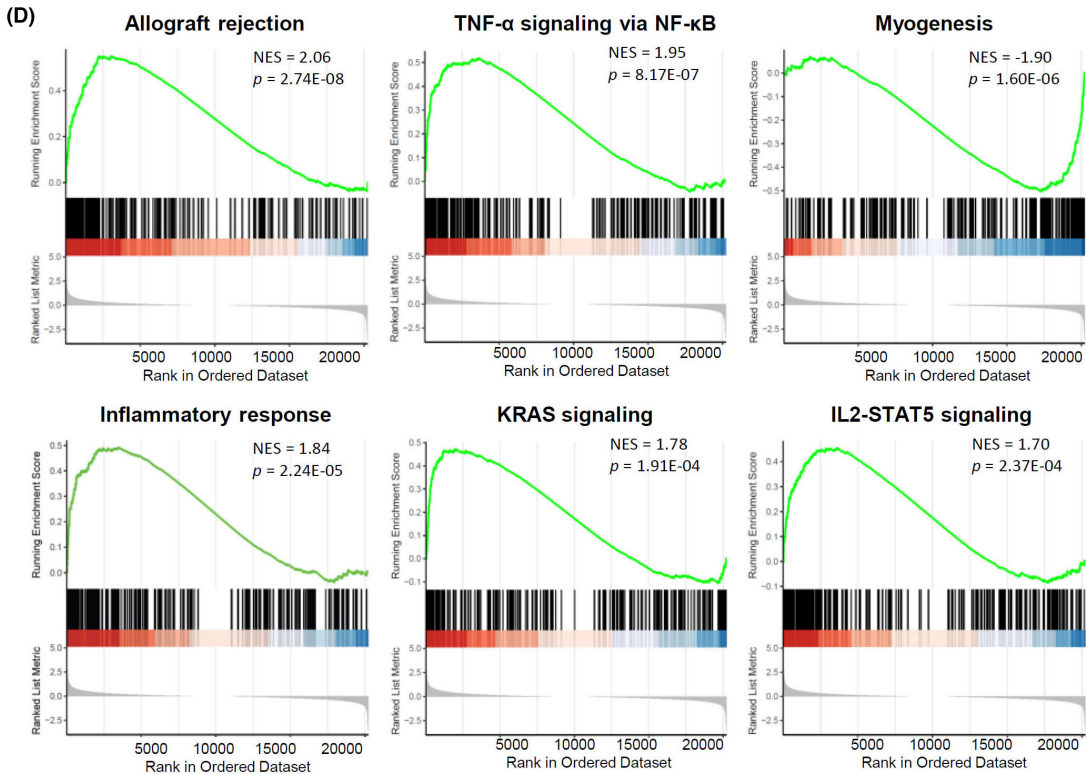 (D)
Allograft rejection
NES = 2.06
p = 2.74E-08
Running Enrichment Score
0.4
0.2
0.0
Ranked List Metric
5.0
2.5
0.0
−2.5
5000 10000 15000 20000
Rank in Ordered Dataset
TNF-α signaling via NF-κB
NES = 1.95
p = 8.17E-07
Running Enrichment Score
0.5
0.4
0.3
0.2
0.1
0.0
Ranked List Metric
5.0
2.5
0.0
−2.5
5000 10000 15000 20000
Rank in Ordered Dataset
Myogenesis
NES = -1.90
p = 1.60E-06
Running Enrichment Score
0.0
−0.1
−0.2
−0.3
−0.4
−0.5
Ranked List Metric
5.0
2.5
0.0
−2.5
5000 10000 15000 20000
Rank in Ordered Dataset
Inflammatory response
NES = 1.84
p = 2.24E-05
Running Enrichment Score
0.5
0.4
0.3
0.2
0.1
0.0
Ranked List Metric
5.0
2.5
0.0
−2.5
5000 10000 15000 20000
Rank in Ordered Dataset
KRAS signaling
NES = 1.78
p = 1.91E-04
Running Enrichment Score
0.5
0.4
0.3
0.2
0.1
0.0
−0.1
Ranked List Metric
5.0
2.5
0.0
−2.5
5000 10000 15000 20000
Rank in Ordered Dataset
IL2-STAT5 signaling
NES = 1.70
p = 2.37E-04
Running Enrichment Score
0.4
0.3
0.2
0.1
0.0
−0.1
Ranked List Metric
5.0
2.5
0.0
−2.5
5000 10000 15000 20000
Rank in Ordered Dataset